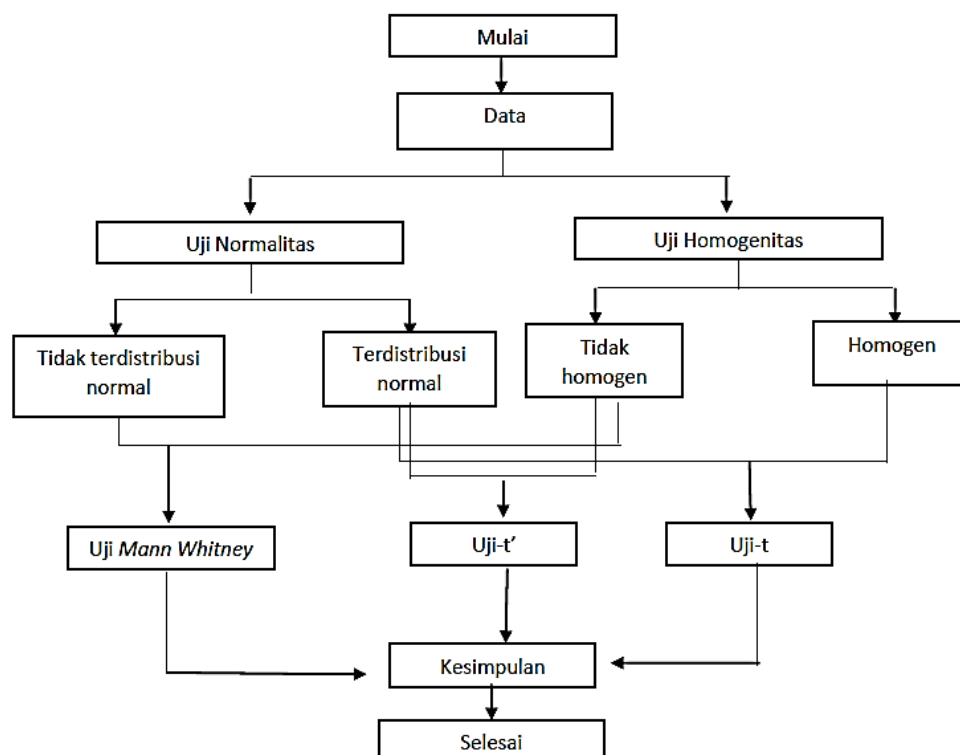 Mulai
Data
Uji Normalitas
Uji Homogenitas
Tidak terdistribusi
normal
Terdistribusi
normal
Tidak
homogen
Homogen
Uji Mann Whitney
Uji-t’
Uji-t
Kesimpulan
Selesai